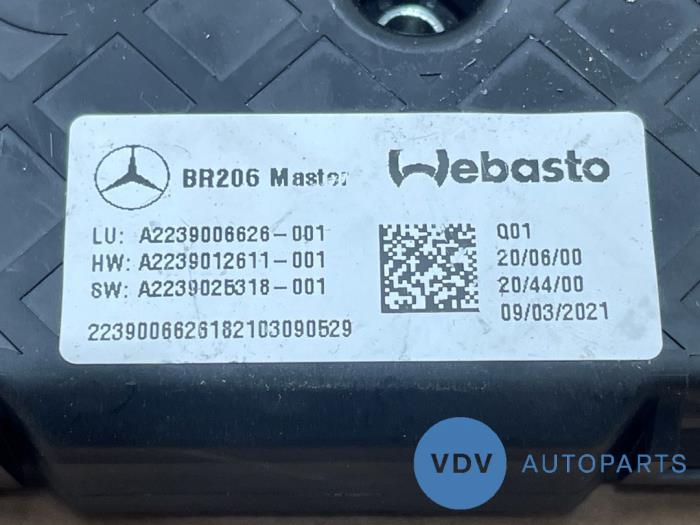 BR206 Master
Webasto
LU: A2239006626-001
HW: A2239012611-001
SW: A2239025318-001
Q01
20/06/00
20/44/00
09/03/2021
2239006626182103090529
VDV AUTOPARTS